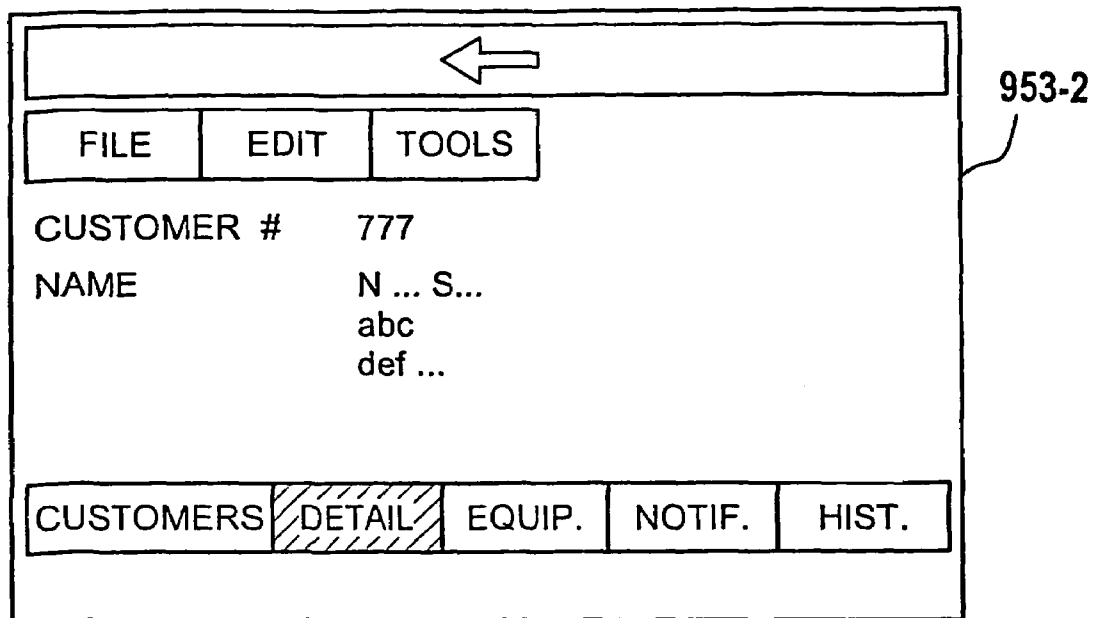 953-2
FILE EDIT TOOLS
CUSTOMER # 777
NAME N ... S...
abc
def ...
CUSTOMERS DETAIL EQUIP. NOTIF. HIST.